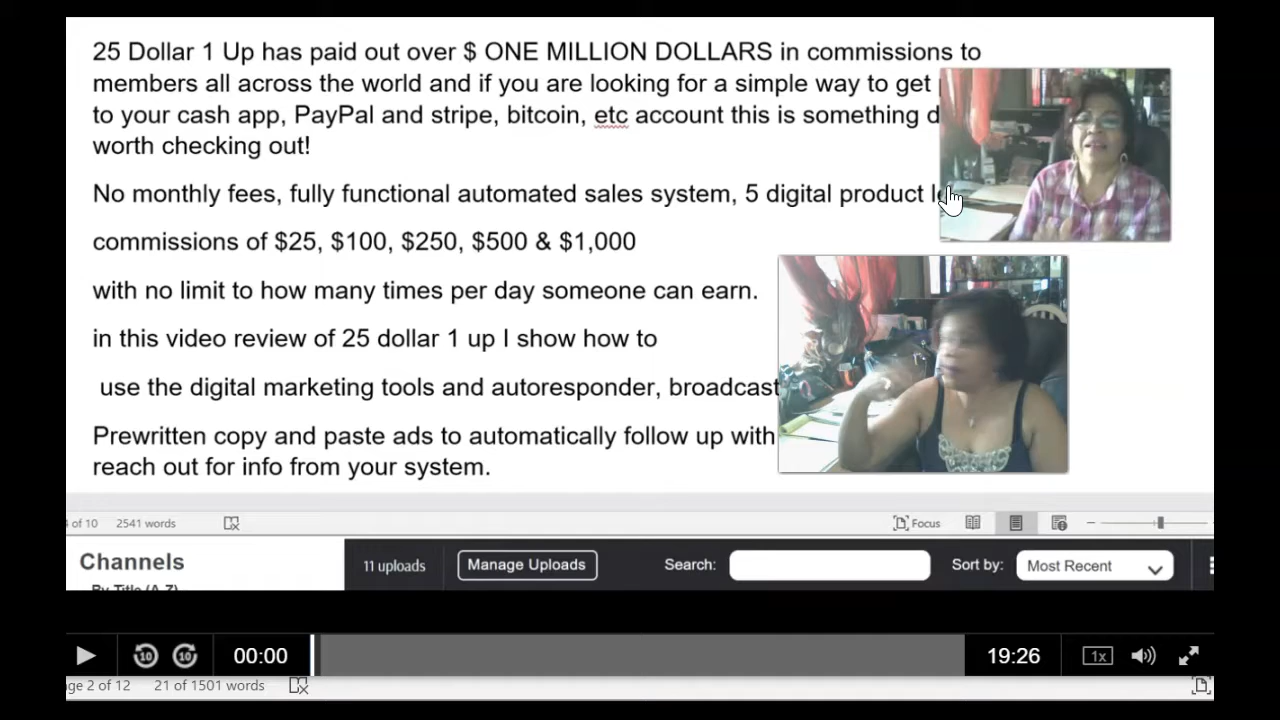 25 Dollar 1 Up has paid out over $ ONE MILLION DOLLARS in commissions to
members all across the world and if you are looking for a simple way to get
to your cash app, PayPal and stripe, bitcoin, etc account this is something
worth checking out!
No monthly fees, fully functional automated sales system, 5 digital product
commissions of $25, $100, $250, $500 & $1,000
with no limit to how many times per day someone can earn.
in this video review of 25 dollar 1 up I show how to
use the digital marketing tools and autoresponder, broadcast
Prewritten copy and paste ads to automatically follow up with
reach out for info from your system.
of 10 2541 words Focus
Channels 11 uploads Manage Uploads Search: Sort by: Most Recent
By Title (A-Z)
10 10 00:00 19:26 1x
ge 2 of 12 21 of 1501 words